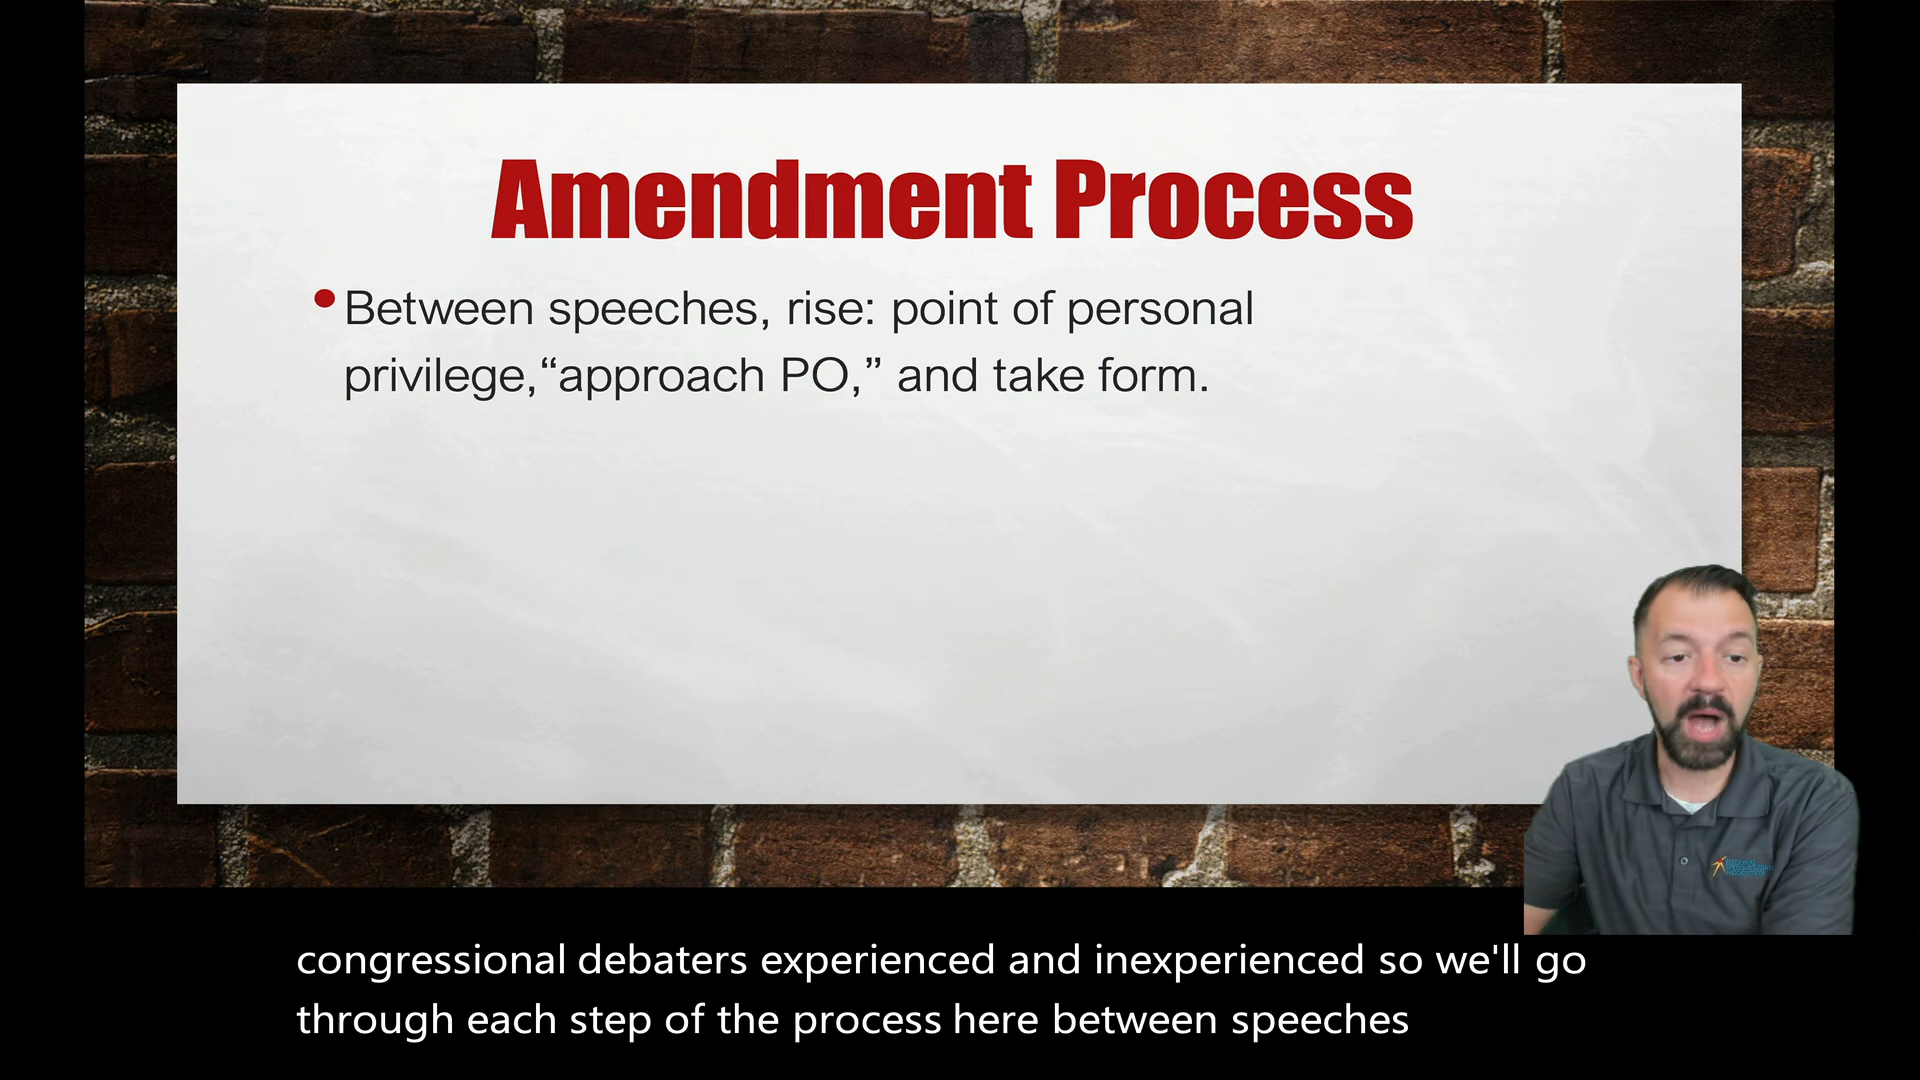 Amendment Process
•Between speeches, rise: point of personal
privilege,“approach PO,” and take form.
congressional debaters experienced and inexperienced so we'll go
through each step of the process here between speeches